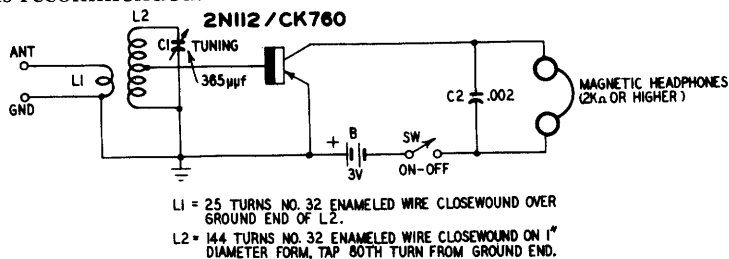 2N112/CK760
L2
C1
TUNING
365µµf
ANT
L1
GND
C2
.002
MAGNETIC HEADPHONES
(2KΩ OR HIGHER)
+
B
3V
SW
ON-OFF
L1 = 25 TURNS NO. 32 ENAMELED WIRE CLOSEWOUND OVER
GROUND END OF L2.
L2 = 144 TURNS NO. 32 ENAMELED WIRE CLOSEWOUND ON 1"
DIAMETER FORM, TAP 60TH TURN FROM GROUND END.